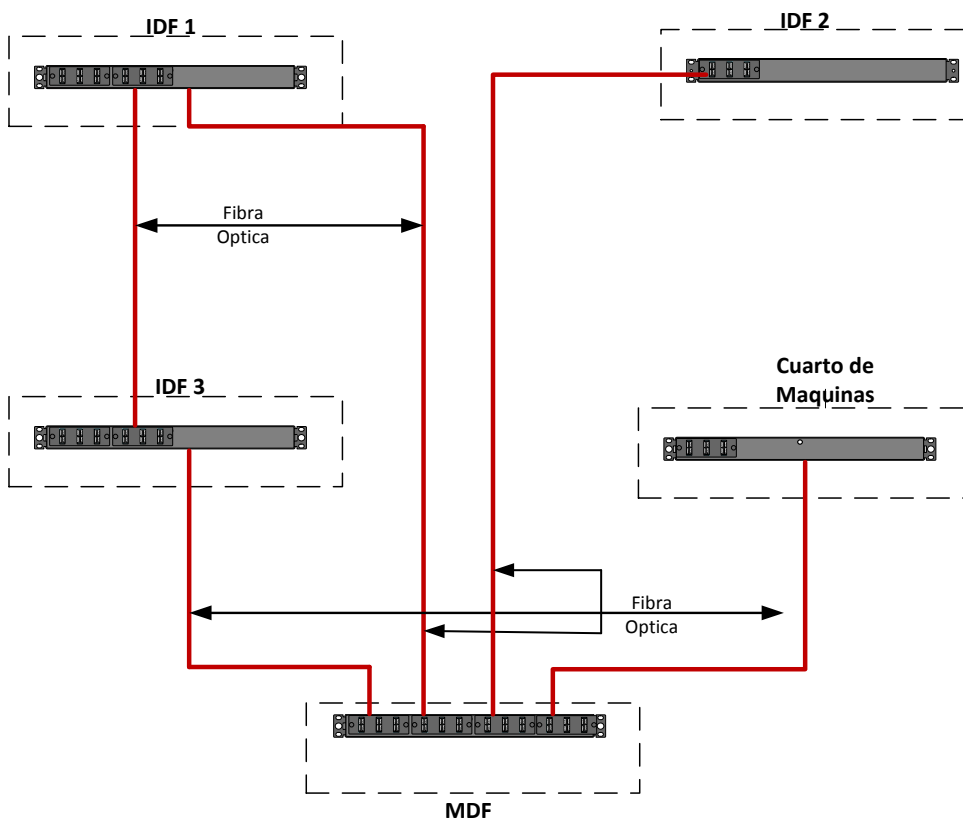 IDF 1
IDF 2
Fibra
Optica
Cuarto de
Maquinas
IDF 3
Fibra
Optica
MDF